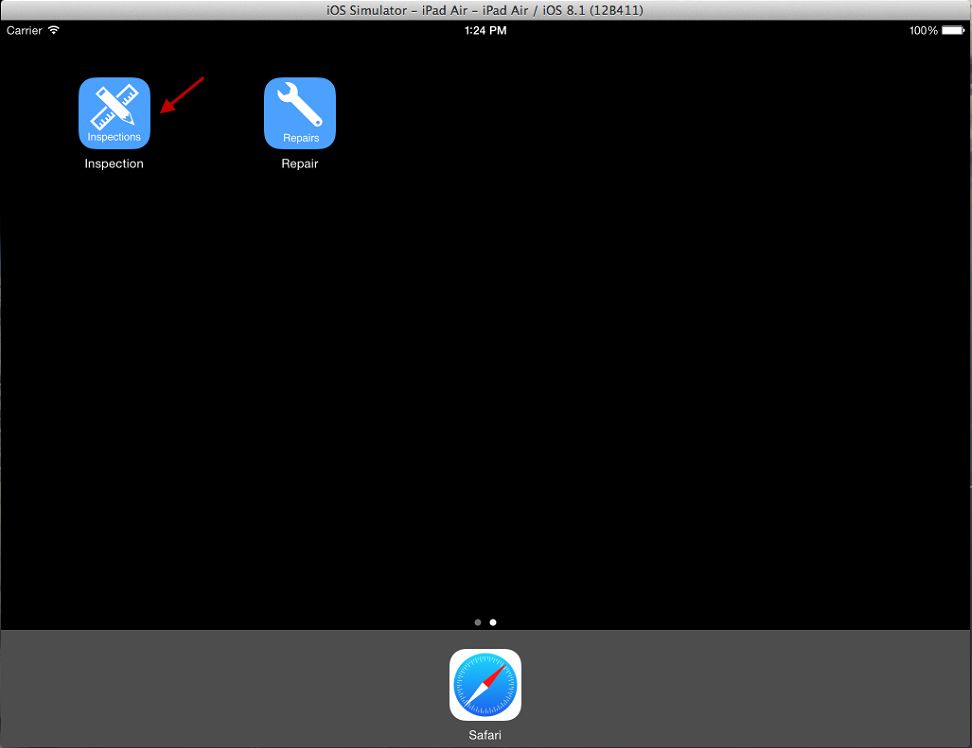 iOS Simulator - iPad Air - iPad Air / iOS 8.1 (12B411)
Carrier 1:24 PM 100%
Inspections Repairs
Inspection Repair
Safari